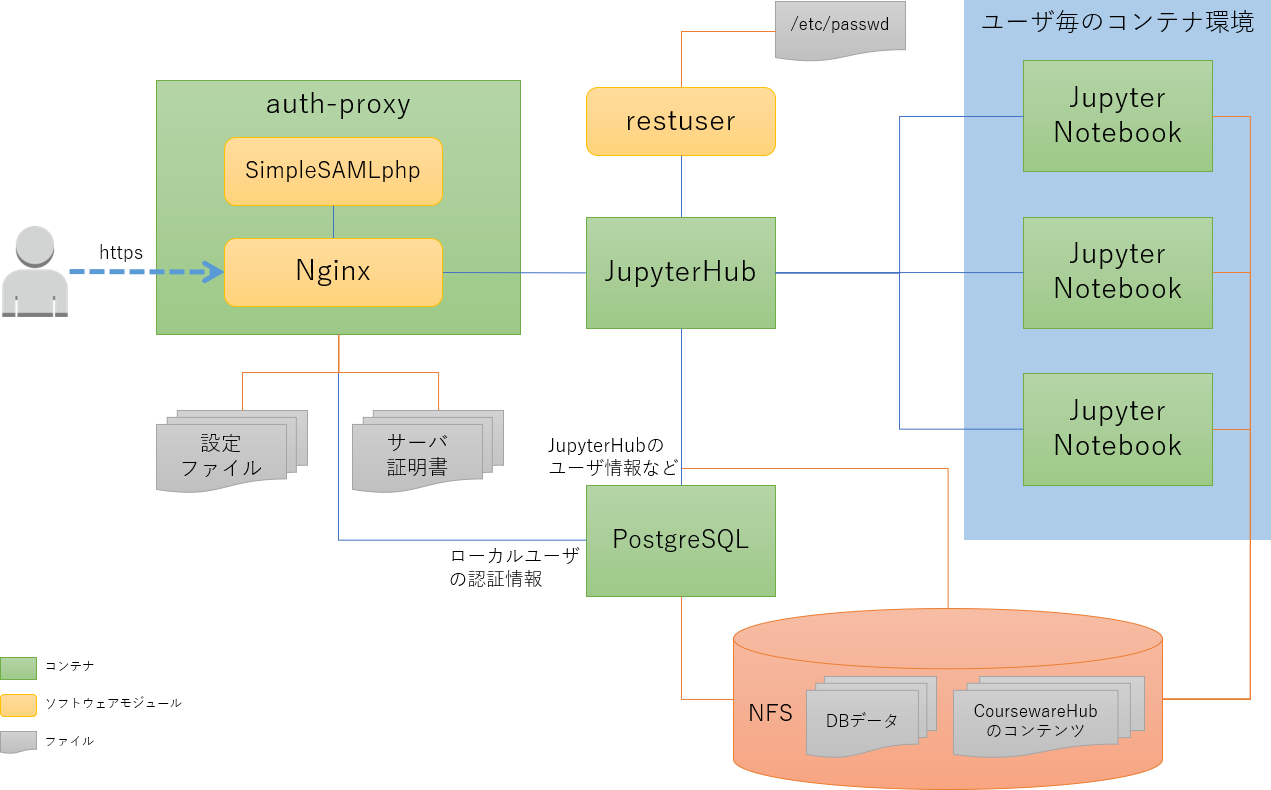 /etc/passwd
ユーザ毎のコンテナ環境
auth-proxy
SimpleSAMLphp
Nginx
https
restuser
JupyterHub
Jupyter
Notebook
Jupyter
Notebook
Jupyter
Notebook
設定
ファイル
サーバ
証明書
JupyterHubの
ユーザ情報など
PostgreSQL
ローカルユーザ
の認証情報
NFS
DBデータ
CoursewareHub
のコンテンツ
コンテナ
ソフトウェアモジュール
ファイル